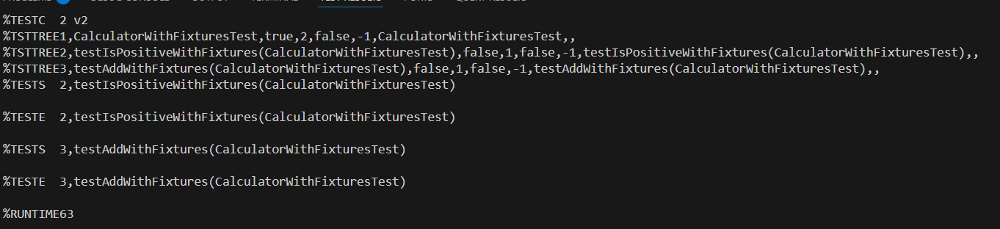 %TESTC  2 v2
%TSTTREE1,CalculatorWithFixturesTest,true,2,false,-1,CalculatorWithFixturesTest,,
%TSTTREE2,testIsPositiveWithFixtures(CalculatorWithFixturesTest),false,1,false,-1,testIsPositiveWithFixtures(CalculatorWithFixturesTest),,
%TSTTREE3,testAddWithFixtures(CalculatorWithFixturesTest),false,1,false,-1,testAddWithFixtures(CalculatorWithFixturesTest),,
%TESTS  2,testIsPositiveWithFixtures(CalculatorWithFixturesTest)
%TESTE  2,testIsPositiveWithFixtures(CalculatorWithFixturesTest)
%TESTS  3,testAddWithFixtures(CalculatorWithFixturesTest)
%TESTE  3,testAddWithFixtures(CalculatorWithFixturesTest)
%RUNTIME63